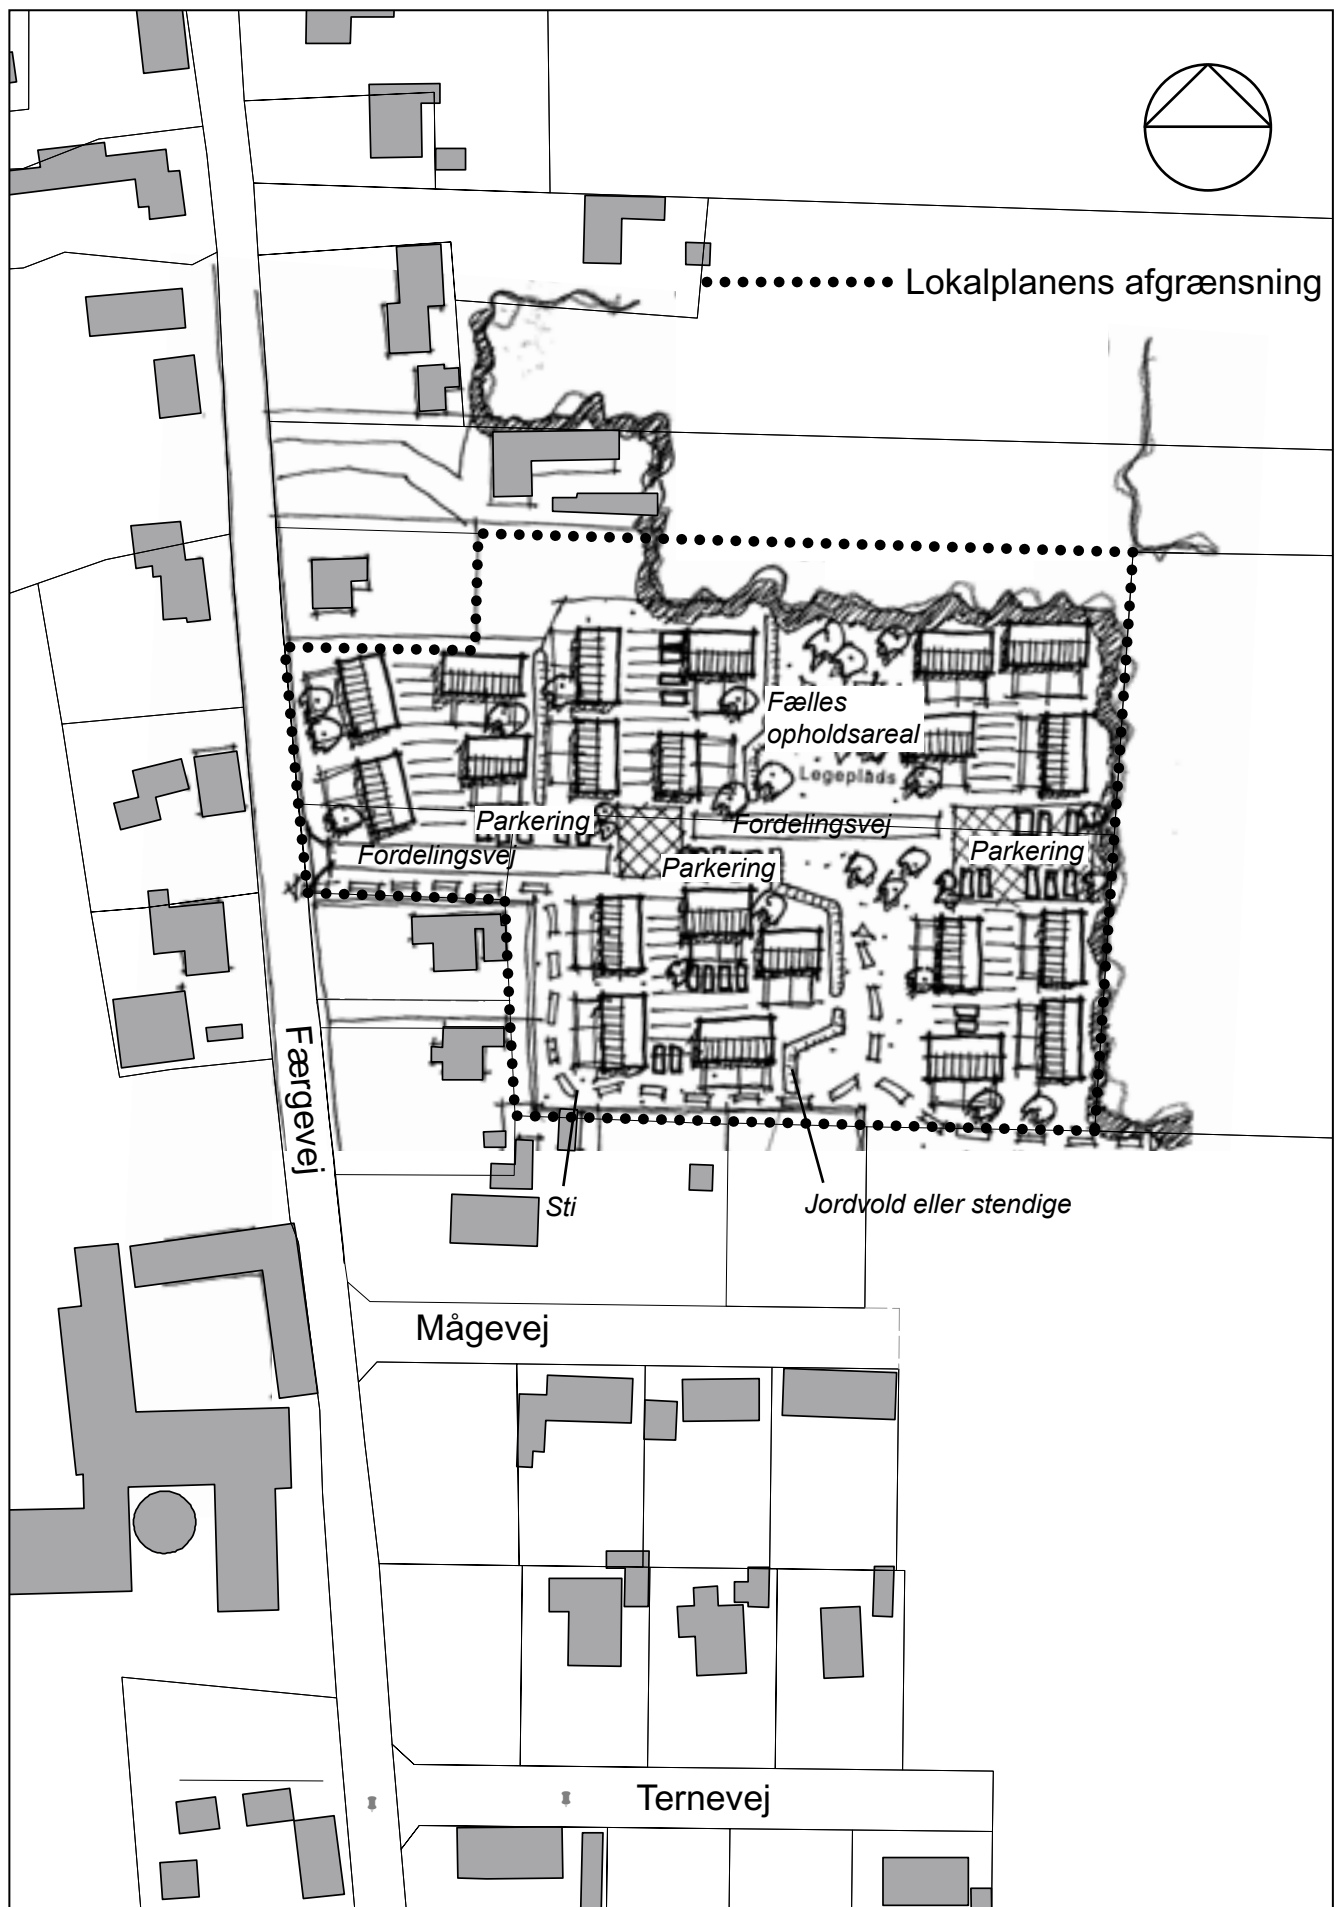 Lokalplanens afgrænsning
Fælles
opholdsareal
Legeplads
Parkering
Fordelingsvej
Parkering
Fordelingsvej
Parkering
Færgevej
Sti
Jordvold eller stendige
Mågevej
Ternevej